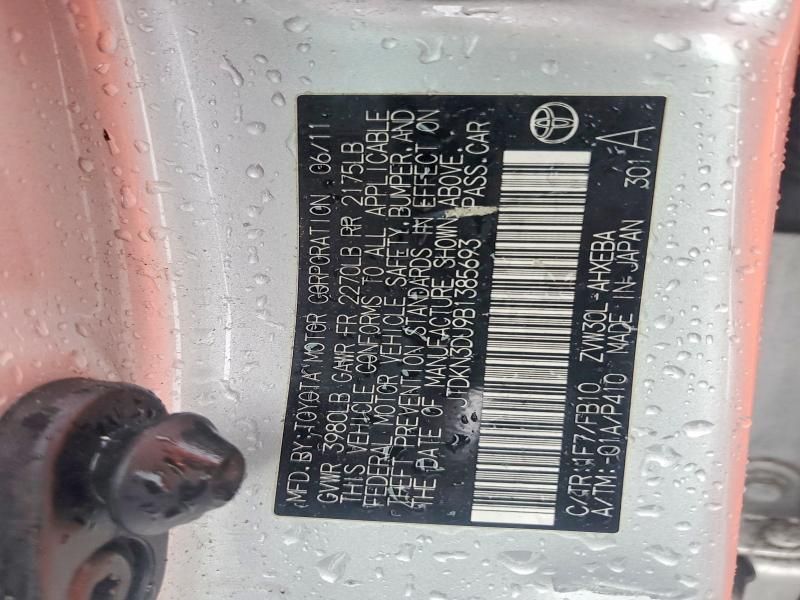 MFD.BY: TOYOTA MOTOR CORPORATION 06/11
GVWR 3980LB GAWR FR 2270LB RR 2175LB
THIS VEHICLE CONFORMS TO ALL APPLICABLE
FEDERAL MOTOR VEHICLE SAFETY, BUMPER, AND
THEFT PREVENTION STANDARDS IN EFFECT ON
THE DATE OF MANUFACTURE SHOWN ABOVE.
JTDKN3DU9B1385693 PASS.CAR
C/TR: 1F7/FB10 ZVW30L-AHXEBA
A/TM: -01A/P410 MADE IN JAPAN 301 A